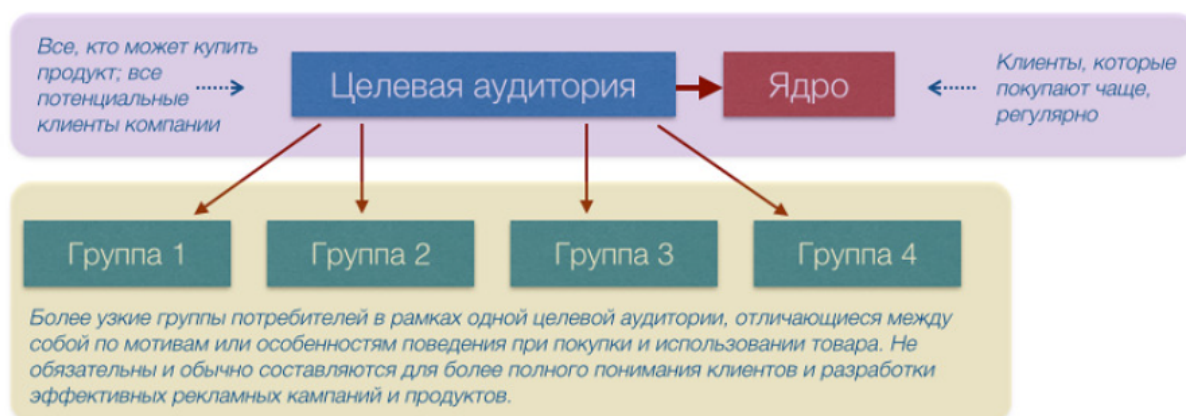 Все, кто может купить
продукт; все
потенциальные
клиенты компании
Целевая аудитория
Ядро
Клиенты, которые
покупают чаще,
регулярно
Группа 1
Группа 2
Группа 3
Группа 4
Более узкие группы потребителей в рамках одной целевой аудитории, отличающиеся между
собой по мотивам или особенностям поведения при покупки и использовании товара. Не
обязательны и обычно составляются для более полного понимания клиентов и разработки
эффективных рекламных кампаний и продуктов.